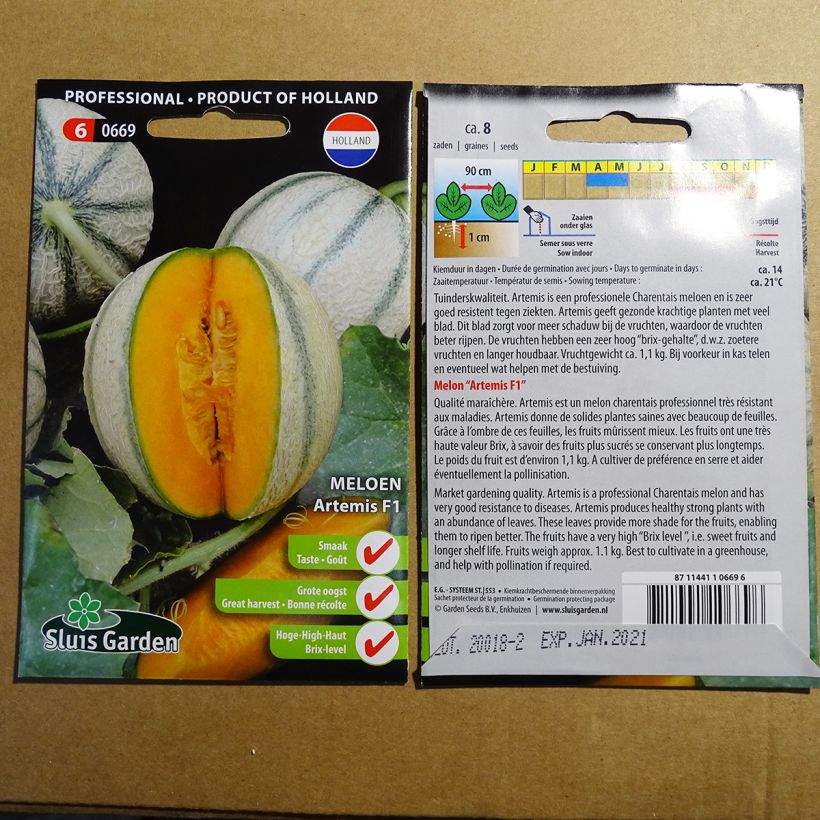 PROFESSIONAL • PRODUCT OF HOLLAND
6 0669
HOLLAND
MELOEN
Artemis F1
Smaak
Taste • Goût
Grote oogst
Great harvest • Bonne récolte
Hoge-High-Haut
Brix-level
Sluis Garden
ca. 8
zaden | graines | seeds
J F M A M J J S O N D
90 cm
1 cm
Zaaien
onder glas
Semer sous verre
Sow indoor
Récolte
Harvest
Kiemduur in dagen • Durée de germination avec jours • Days to germinate in days : ca. 14
Zaaitemperatuur • Températur de semis • Sowing temperature : ca. 21°C
Tuinderskwaliteit. Artemis is een professionele Charentais meloen en is zeer
goed resistent tegen ziekten. Artemis geeft gezonde krachtige planten met veel
blad. Dit blad zorgt voor meer schaduw bij de vruchten, waardoor de vruchten
beter rijpen. De vruchten hebben een zeer hoog "brix-gehalte", d.w.z. zoetere
vruchten en langer houdbaar. Vruchtgewicht ca. 1,1 kg. Bij voorkeur in kas telen
en eventueel wat helpen met de bestuiving.
Melon "Artemis F1"
Qualité maraîchère. Artemis est un melon charentais professionnel très résistant
aux maladies. Artemis donne de solides plantes saines avec beaucoup de feuilles.
Grâce à l'ombre de ces feuilles, les fruits mûrissent mieux. Les fruits ont une très
haute valeur Brix, à savoir des fruits plus sucrés se conservant plus longtemps.
Le poids du fruit est d'environ 1,1 kg. A cultiver de préférence en serre et aider
éventuellement la pollinisation.
Market gardening quality. Artemis is a professional Charentais melon and has
very good resistance to diseases. Artemis produces healthy strong plants with
an abundance of leaves. These leaves provide more shade for the fruits, enabling
them to ripen better. The fruits have a very high "Brix level ", i.e. sweet fruits and
longer shelf life. Fruits weigh approx. 1.1 kg. Best to cultivate in a greenhouse,
and help with pollination if required.
E.G. - SYSTEEM ST.JS53 • Kiemkrachtbeschermende binnenverpakking
Sachet protecteur de la germination • Germination protecting package
© Garden Seeds B.V., Enkhuizen | www.sluisgarden.nl
87 11441 1 0669 6
LOT. 20018-2 EXP.JAN.2021